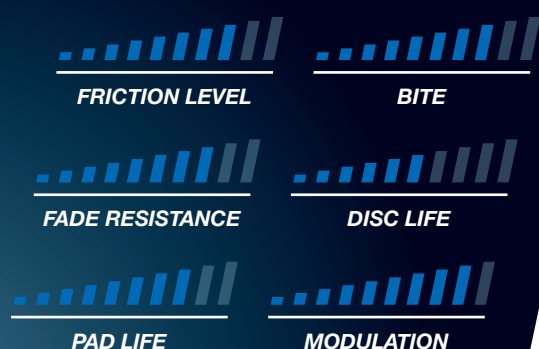 FRICTION LEVEL
BITE
FADE RESISTANCE
DISC LIFE
PAD LIFE
MODULATION